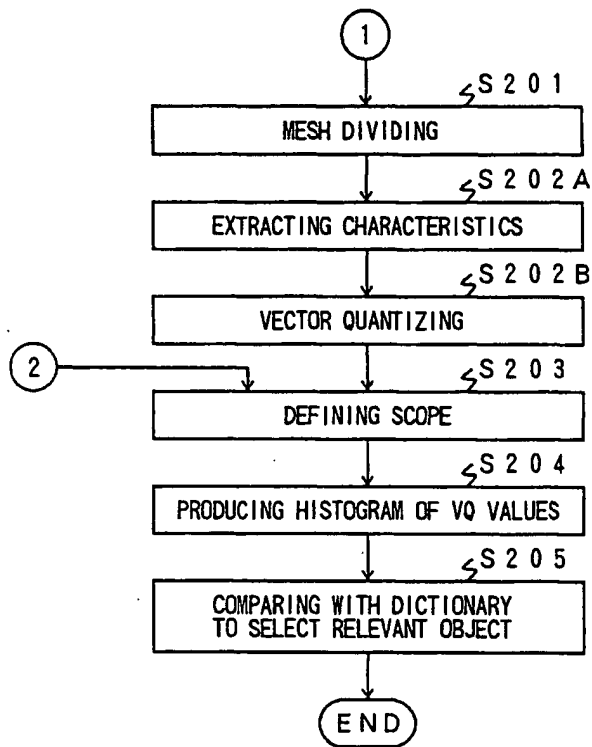 1
S201
MESH DIVIDING
S202A
EXTRACTING CHARACTERISTICS
S202B
VECTOR QUANTIZING
2
S203
DEFINING SCOPE
S204
PRODUCING HISTOGRAM OF VQ VALUES
S205
COMPARING WITH DICTIONARY
TO SELECT RELEVANT OBJECT
END